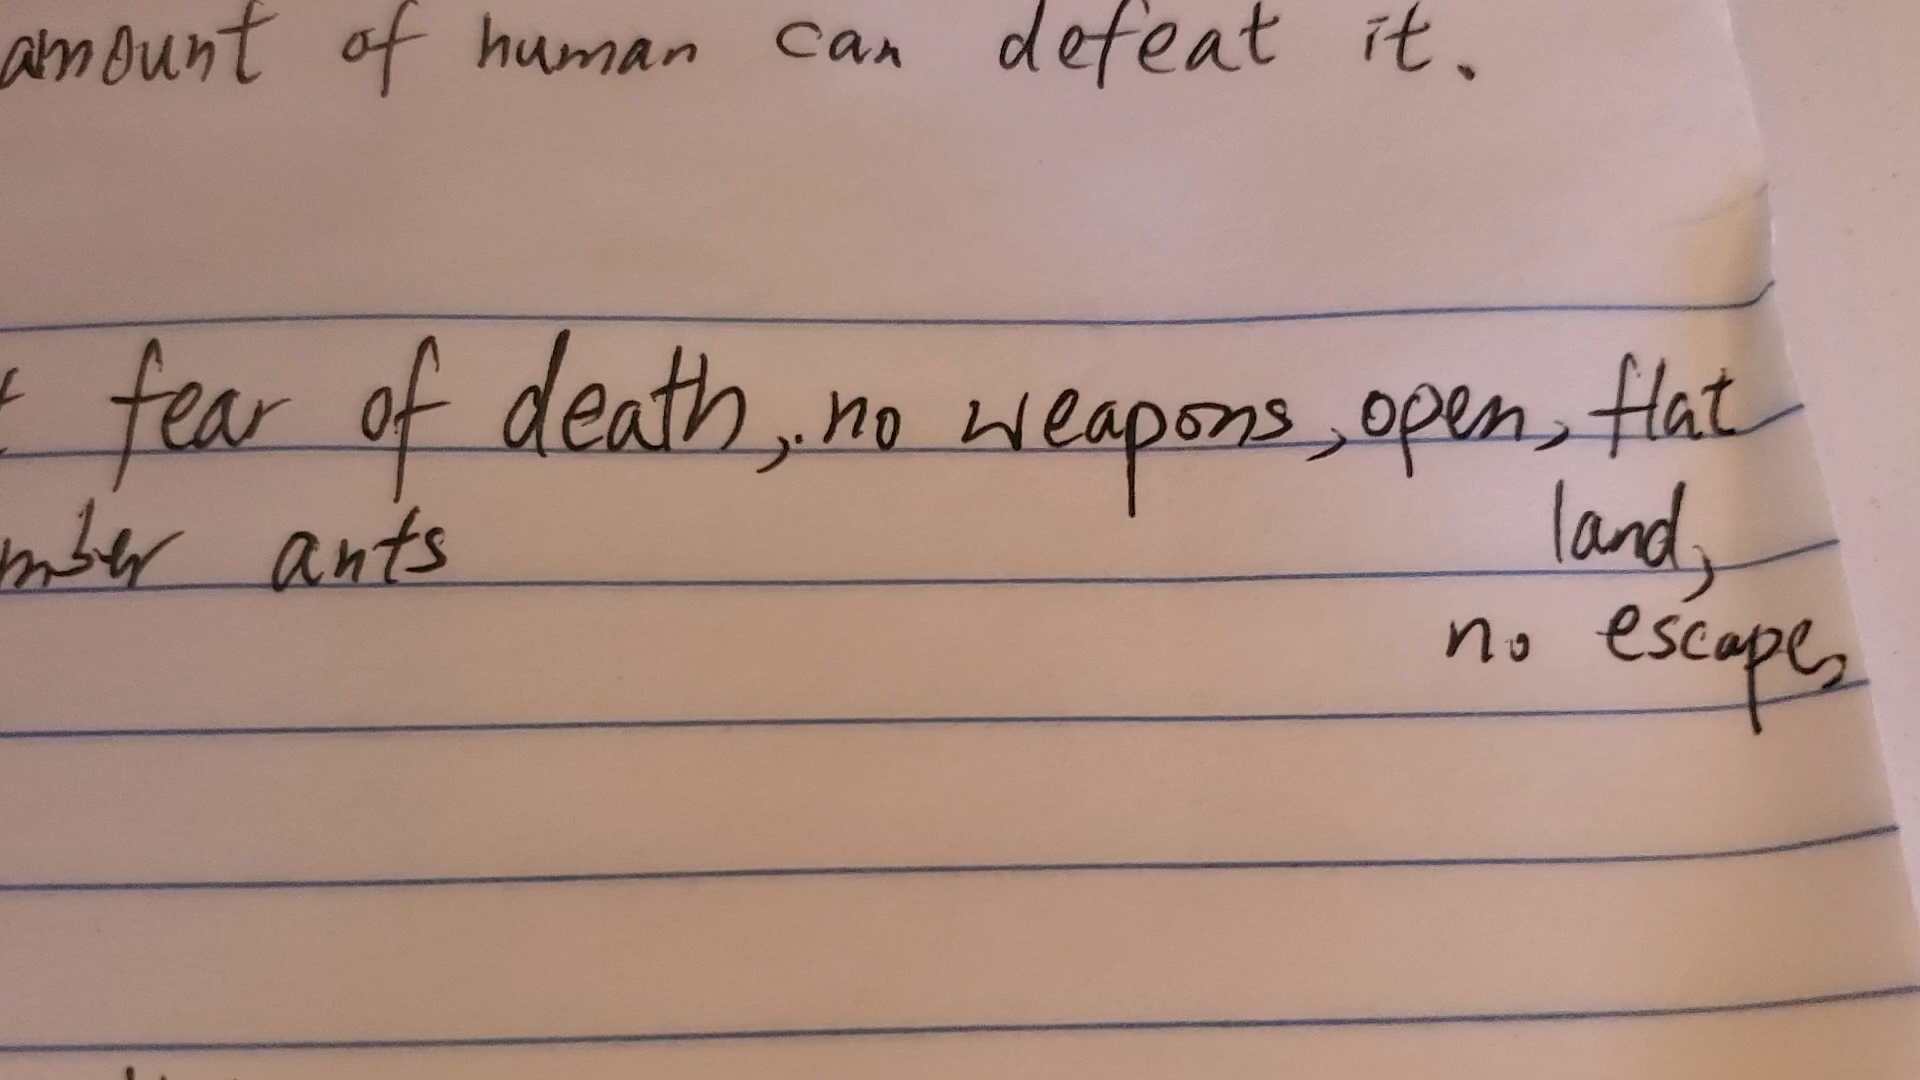 amount of human can defeat it.
fear of death, no weapons, open, flat
ants land,
no escape,